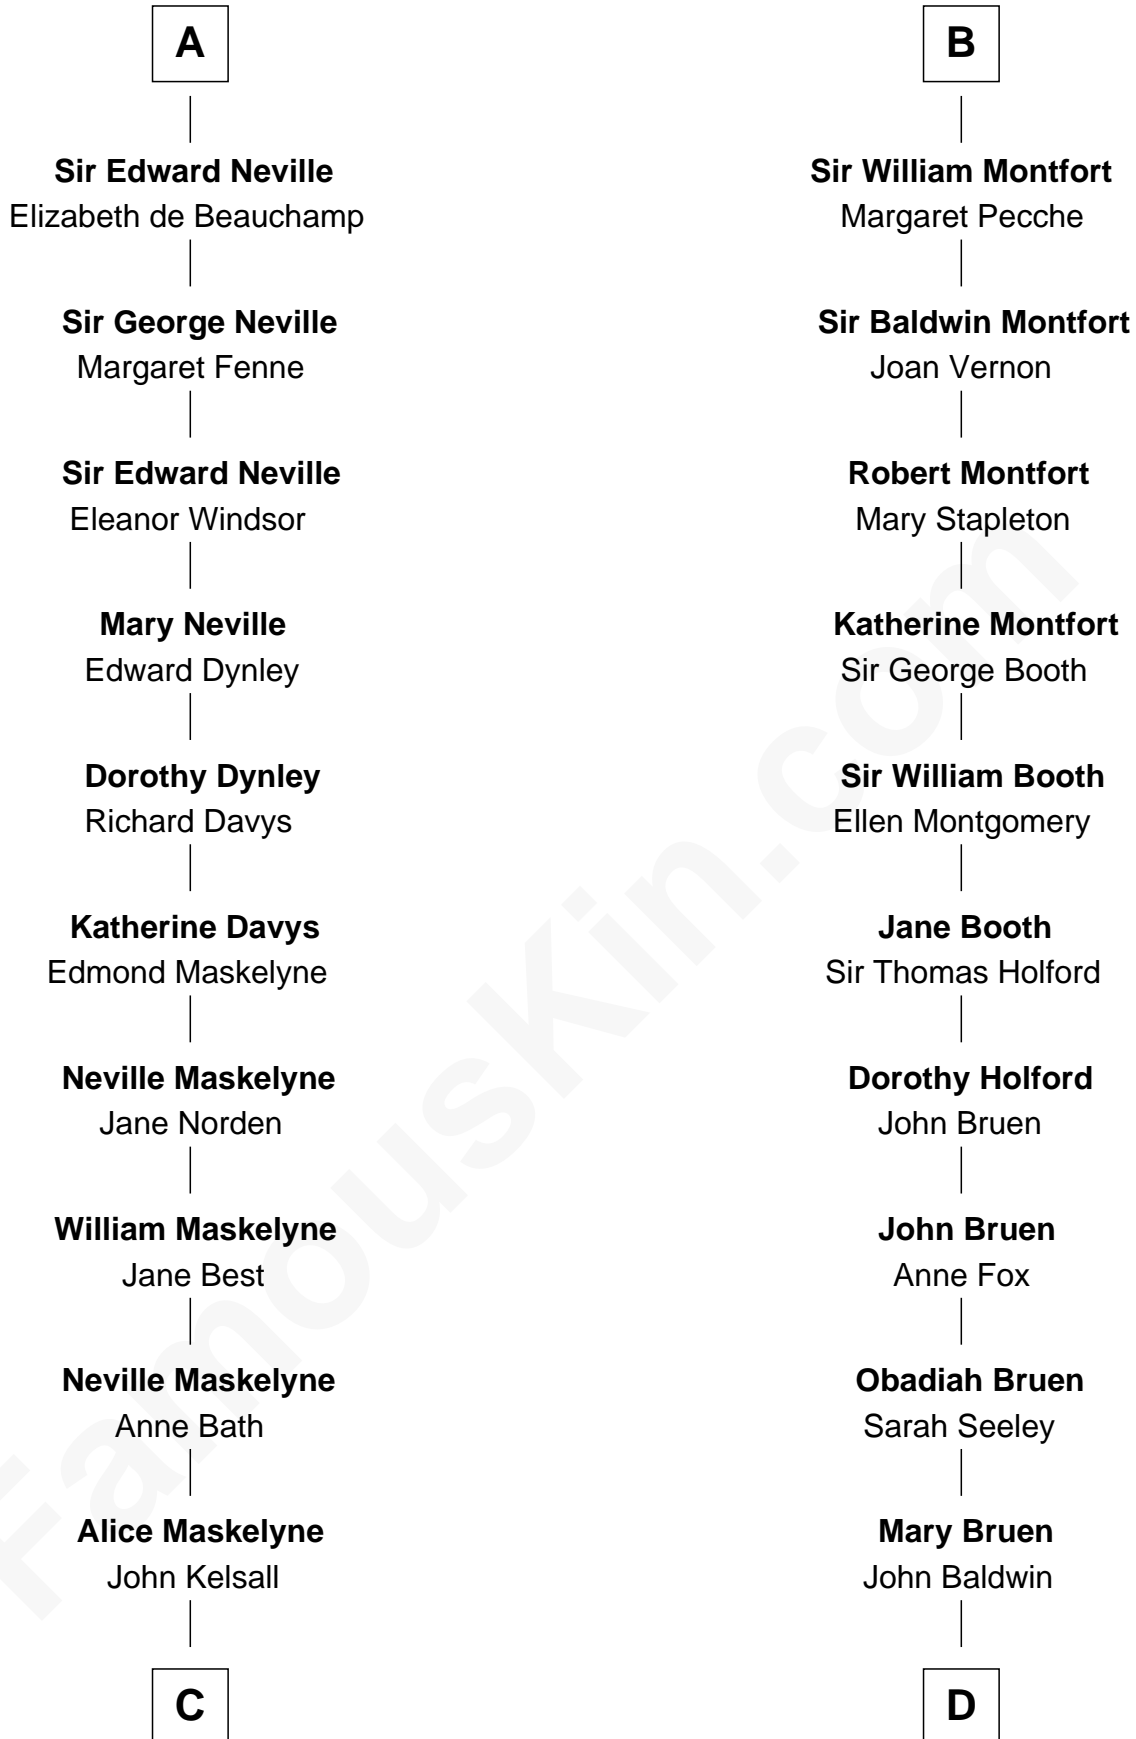 A
Sir Edward Neville
Elizabeth de Beauchamp
Sir George Neville
Margaret Fenne
Sir Edward Neville
Eleanor Windsor
Mary Neville
Edward Dynley
Dorothy Dynley
Richard Davys
Katherine Davys
Edmond Maskelyne
Neville Maskelyne
Jane Norden
William Maskelyne
Jane Best
Neville Maskelyne
Anne Bath
Alice Maskelyne
John Kelsall
C
B
Sir William Montfort
Margaret Pecche
Sir Baldwin Montfort
Joan Vernon
Robert Montfort
Mary Stapleton
Katherine Montfort
Sir George Booth
Sir William Booth
Ellen Montgomery
Jane Booth
Sir Thomas Holford
Dorothy Holford
John Bruen
John Bruen
Anne Fox
Obadiah Bruen
Sarah Seeley
Mary Bruen
John Baldwin
D
FamousKin.com